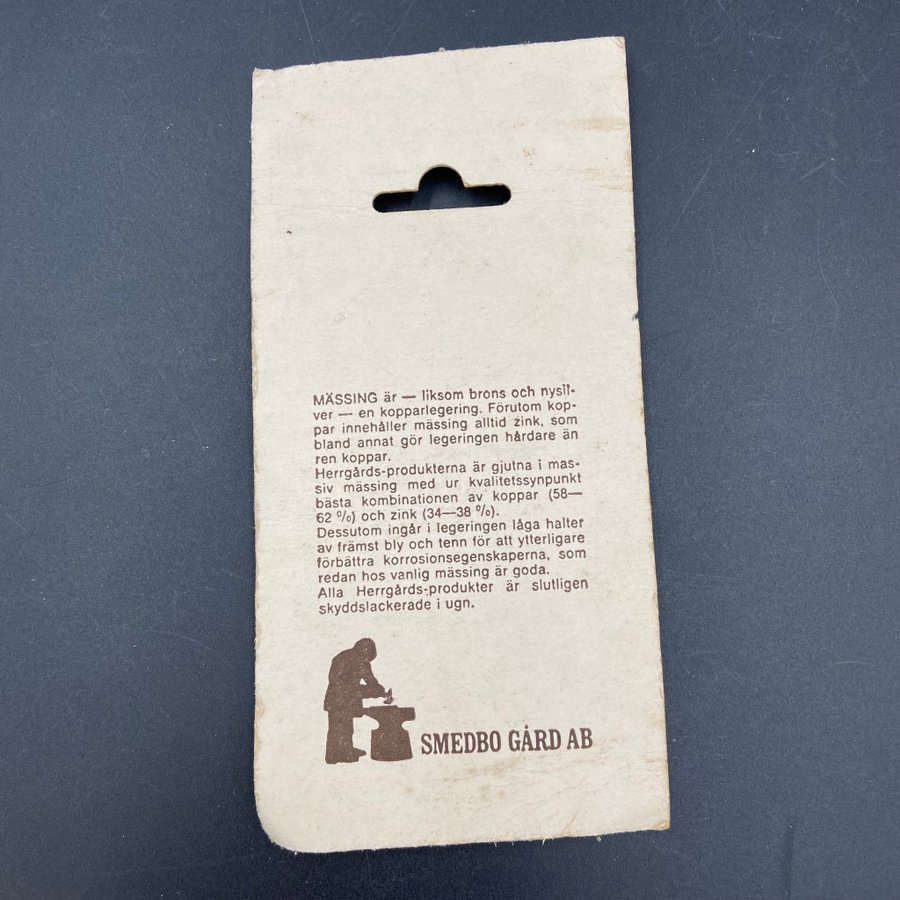 MÄSSING är — liksom brons och nysil-
ver — en kopparlegering. Förutom kop-
par innehåller mässing alltid zink, som
bland annat gör legeringen hårdare än
ren koppar.
Herrgårds-produkterna är gjutna i mas-
siv mässing med ur kvalitetssynpunkt
bästa kombinationen av koppar (58—
62 %) och zink (34—38 %).
Dessutom ingår i legeringen låga halter
av främst bly och tenn för att ytterligare
förbättra korrosionsegenskaperna, som
redan hos vanlig mässing är goda.
Alla Herrgårds-produkter är slutligen
skyddslackerade i ugn.
SMEDBO GÅRD AB